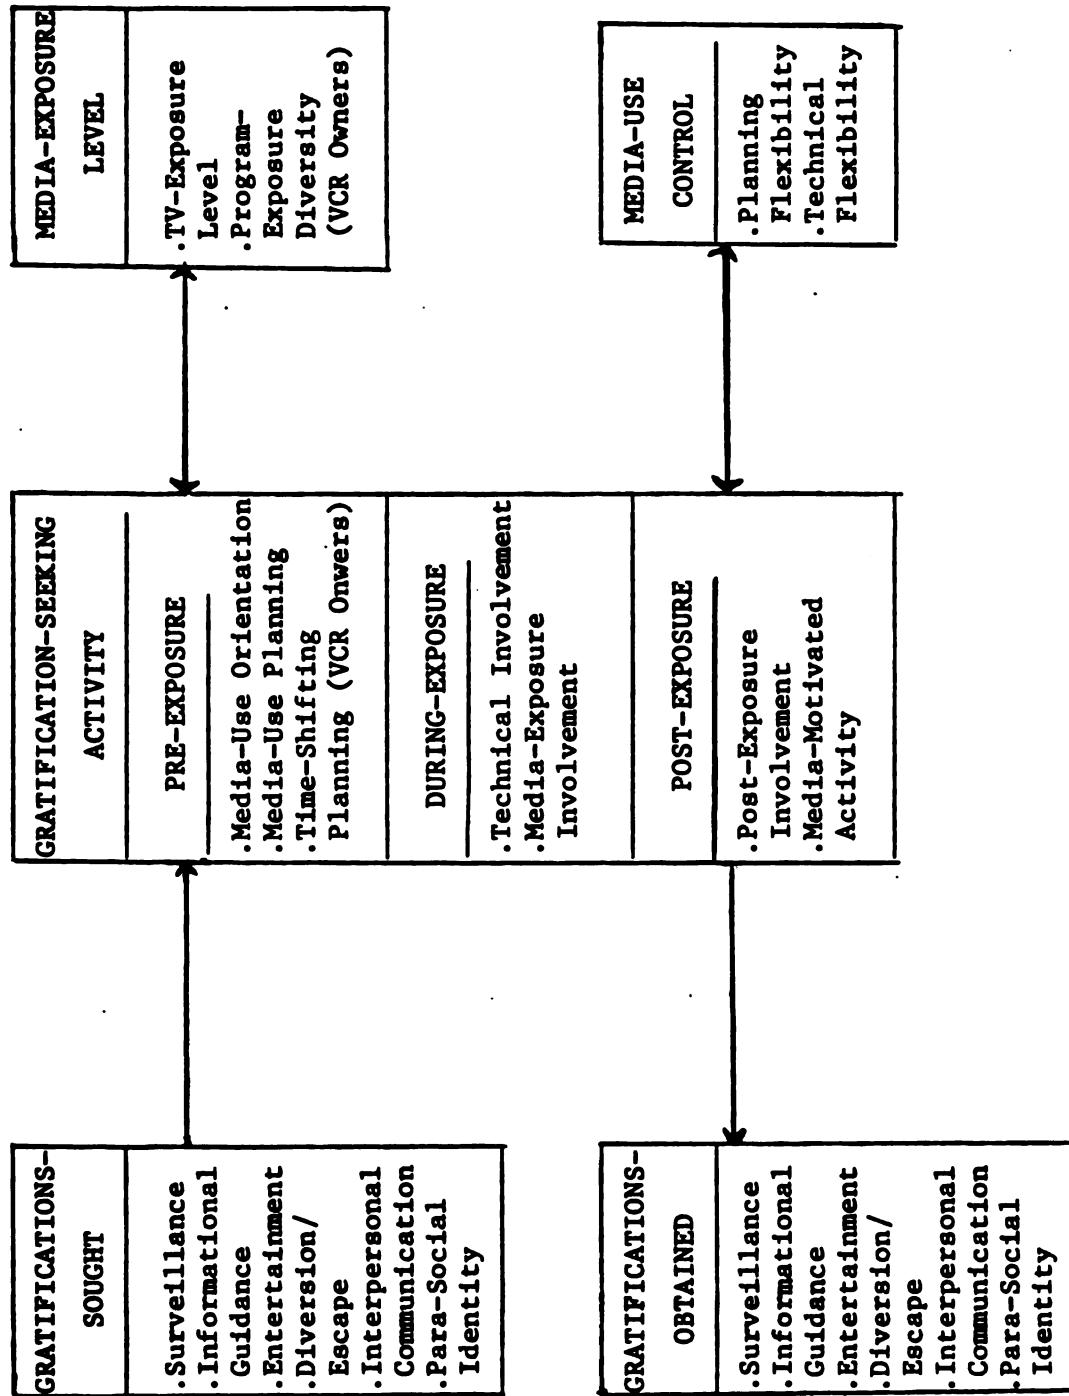 GRATIFICATIONS-
SOUGHT
.Surveillance
.Informational
Guidance
.Entertainment
.Diversion/
Escape
.Interpersonal
Communication
.Para-Social
Identity
GRATIFICATION-SEEKING
ACTIVITY
PRE-EXPOSURE
.Media-Use Orientation
.Media-Use Planning
.Time-Shifting
Planning (VCR Onwers)
DURING-EXPOSURE
.Technical Involvement
.Media-Exposure
Involvement
POST-EXPOSURE
.Post-Exposure
Involvement
.Media-Motivated
Activity
MEDIA-EXPOSURE
LEVEL
.TV-Exposure
Level
.Program-
Exposure
Diversity
(VCR Owners)
GRATIFICATIONS-
OBTAINED
.Surveillance
.Informational
Guidance
.Entertainment
.Diversion/
Escape
.Interpersonal
Communication
.Para-Social
Identity
MEDIA-USE
CONTROL
.Planning
Flexibility
.Technical
Flexibility